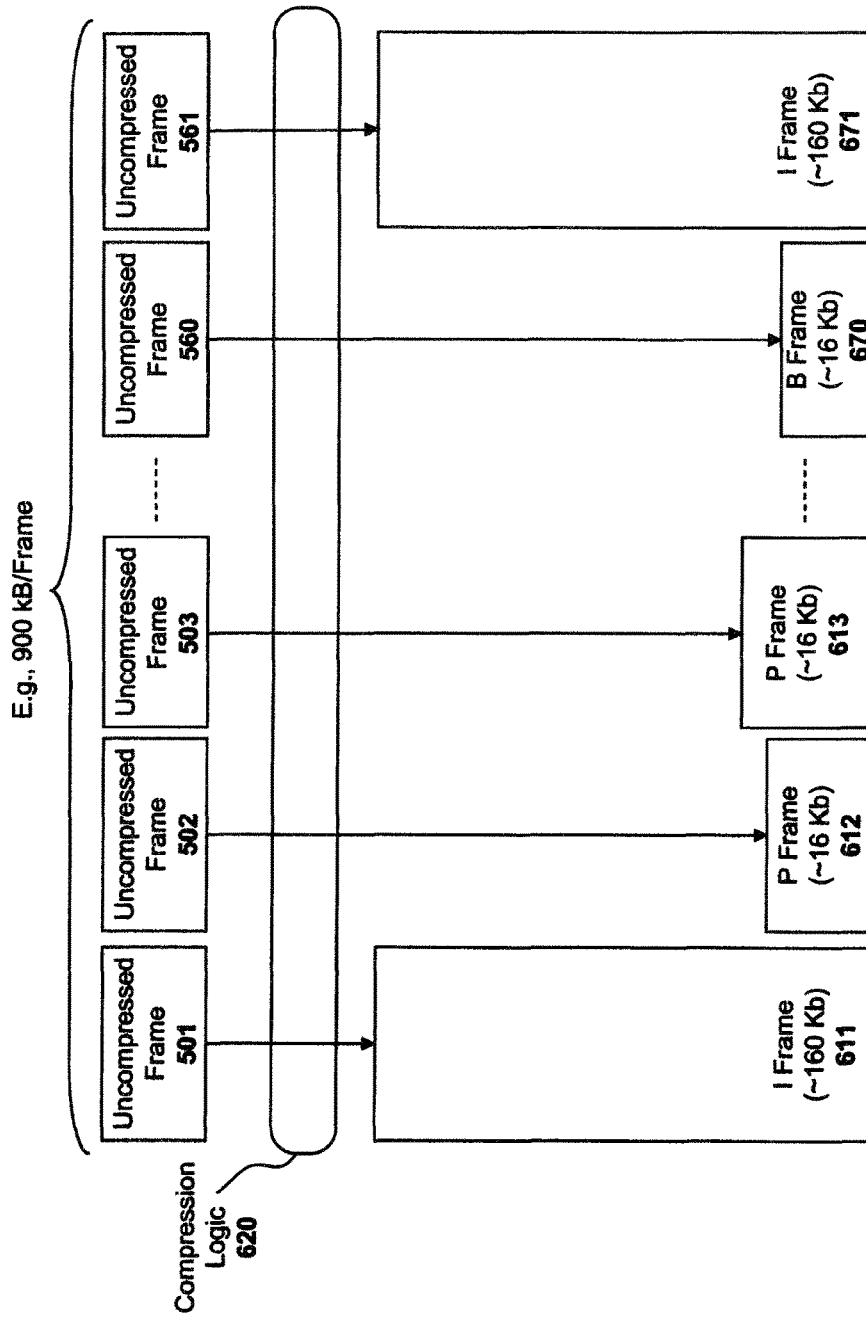 E.g., 900 kB/Frame
Uncompressed
Frame
501
Uncompressed
Frame
502
Uncompressed
Frame
503
------
Uncompressed
Frame
560
Uncompressed
Frame
561
Compression
Logic
620
I Frame
(~160 Kb)
611
P Frame
(~16 Kb)
612
P Frame
(~16 Kb)
613
------
B Frame
(~16 Kb)
670
I Frame
(~160 Kb)
671